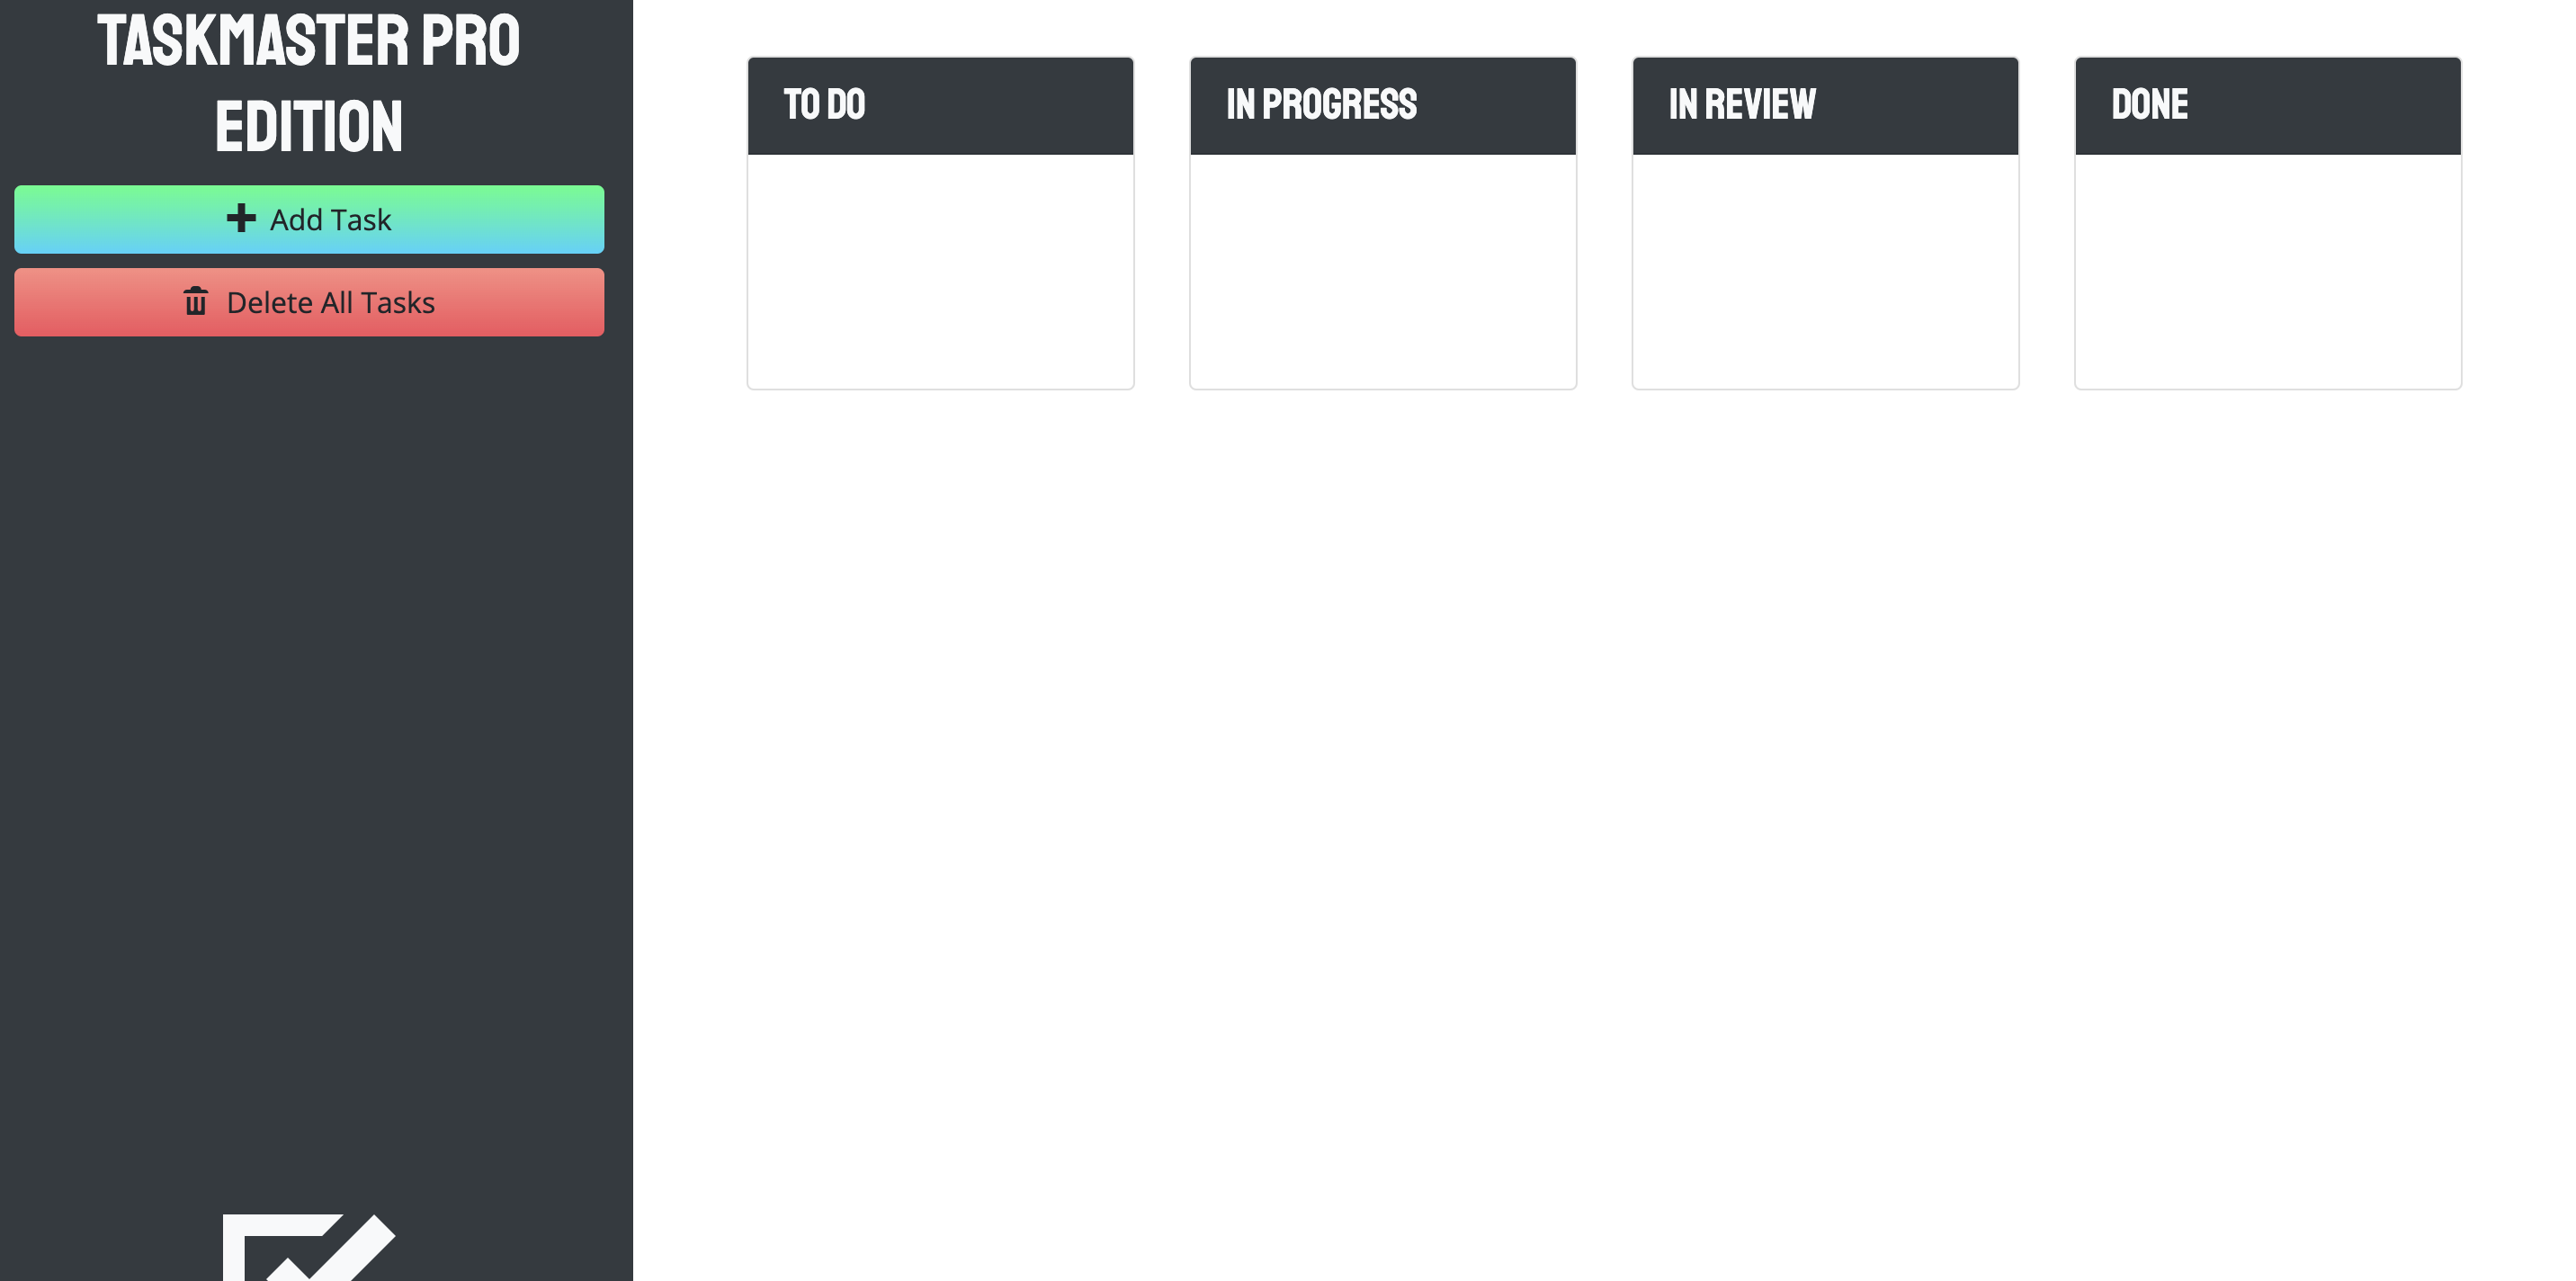 TASKMASTER PRO
EDITION
Add Task
Delete All Tasks
TO DO
IN PROGRESS
IN REVIEW
DONE